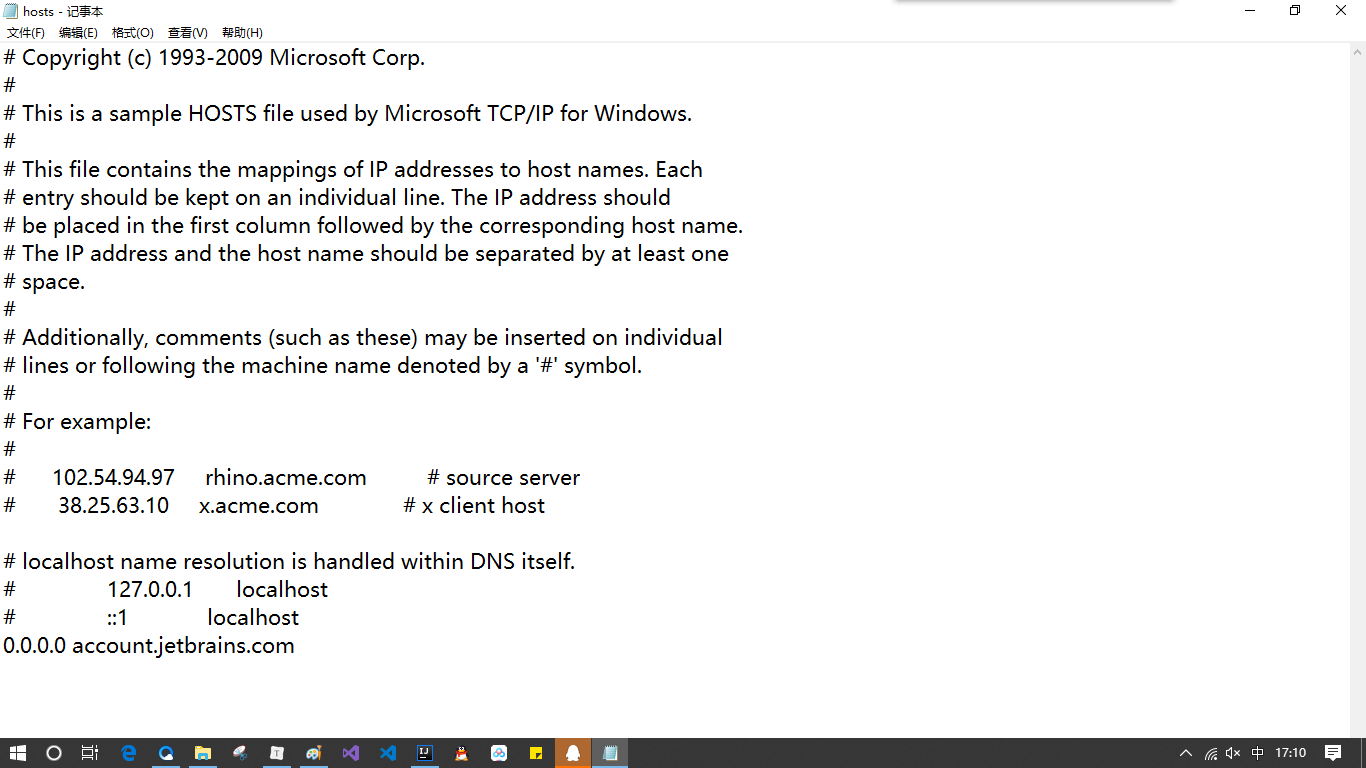 hosts - 记事本
文件(F) 编辑(E) 格式(O) 查看(V) 帮助(H)
# Copyright (c) 1993-2009 Microsoft Corp.
#
# This is a sample HOSTS file used by Microsoft TCP/IP for Windows.
#
# This file contains the mappings of IP addresses to host names. Each
# entry should be kept on an individual line. The IP address should
# be placed in the first column followed by the corresponding host name.
# The IP address and the host name should be separated by at least one
# space.
#
# Additionally, comments (such as these) may be inserted on individual
# lines or following the machine name denoted by a '#' symbol.
#
# For example:
#
# 102.54.94.97 rhino.acme.com # source server
# 38.25.63.10 x.acme.com # x client host
# localhost name resolution is handled within DNS itself.
# 127.0.0.1 localhost
# ::1 localhost
0.0.0.0 account.jetbrains.com
中 17:10